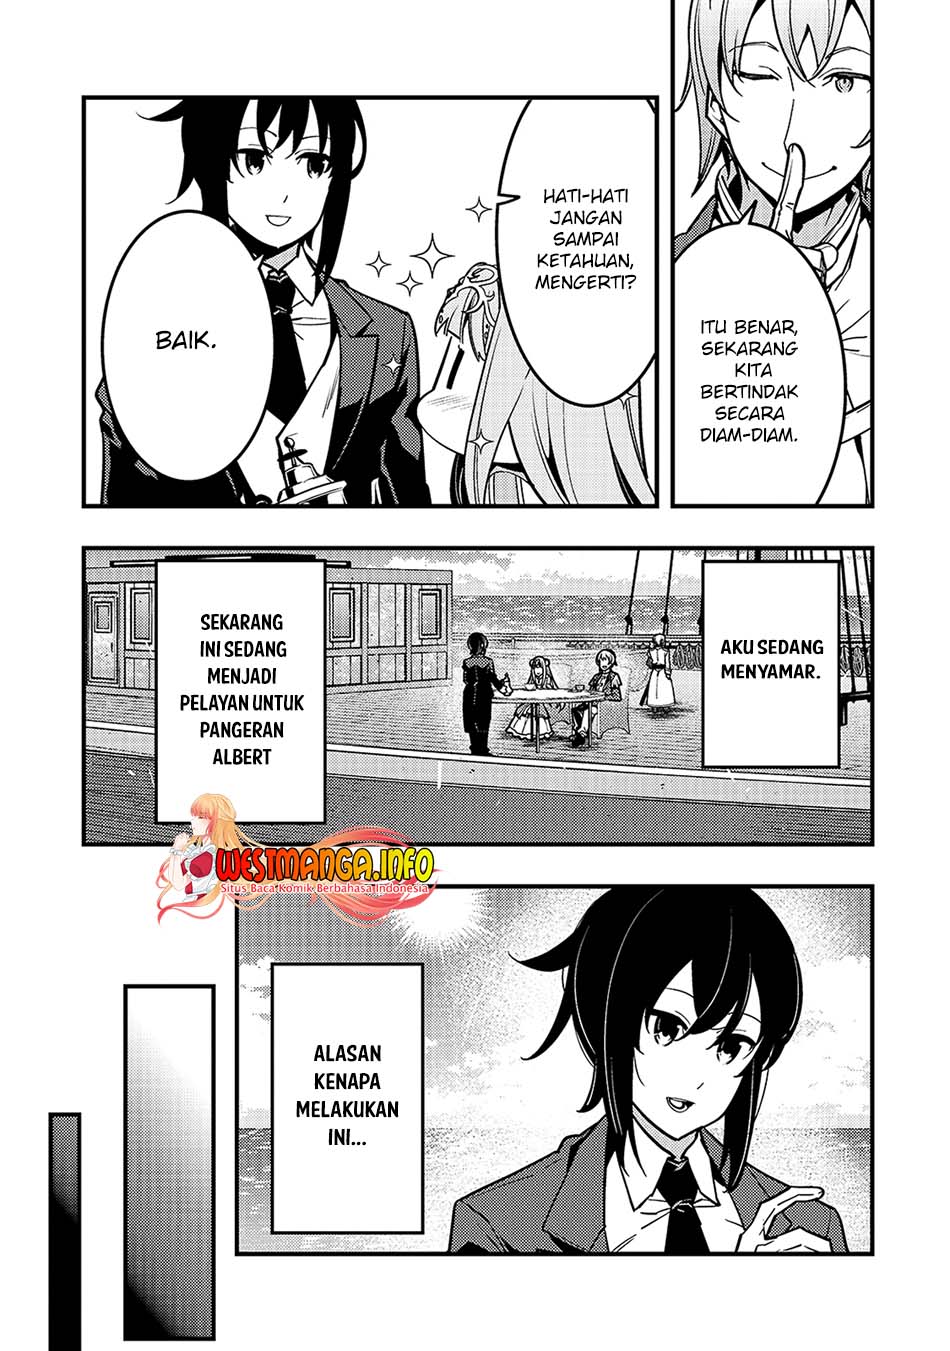 ITU BENAR,
SEKARANG
KITA
BERTINDAK
SECARA
DIAM-DIAM.
HATI-HATI
JANGAN
SAMPAI
KETAHUAN,
MENGERTI?
BAIK.
AKU SEDANG
MENYAMAR.
SEKARANG
INI SEDANG
MENJADI
PELAYAN UNTUK
PANGERAN
ALBERT
WESTMANGA.INFO
Situs Baca Komik Berbahasa Indonesia
ALASAN
KENAPA
MELAKUKAN
INI...